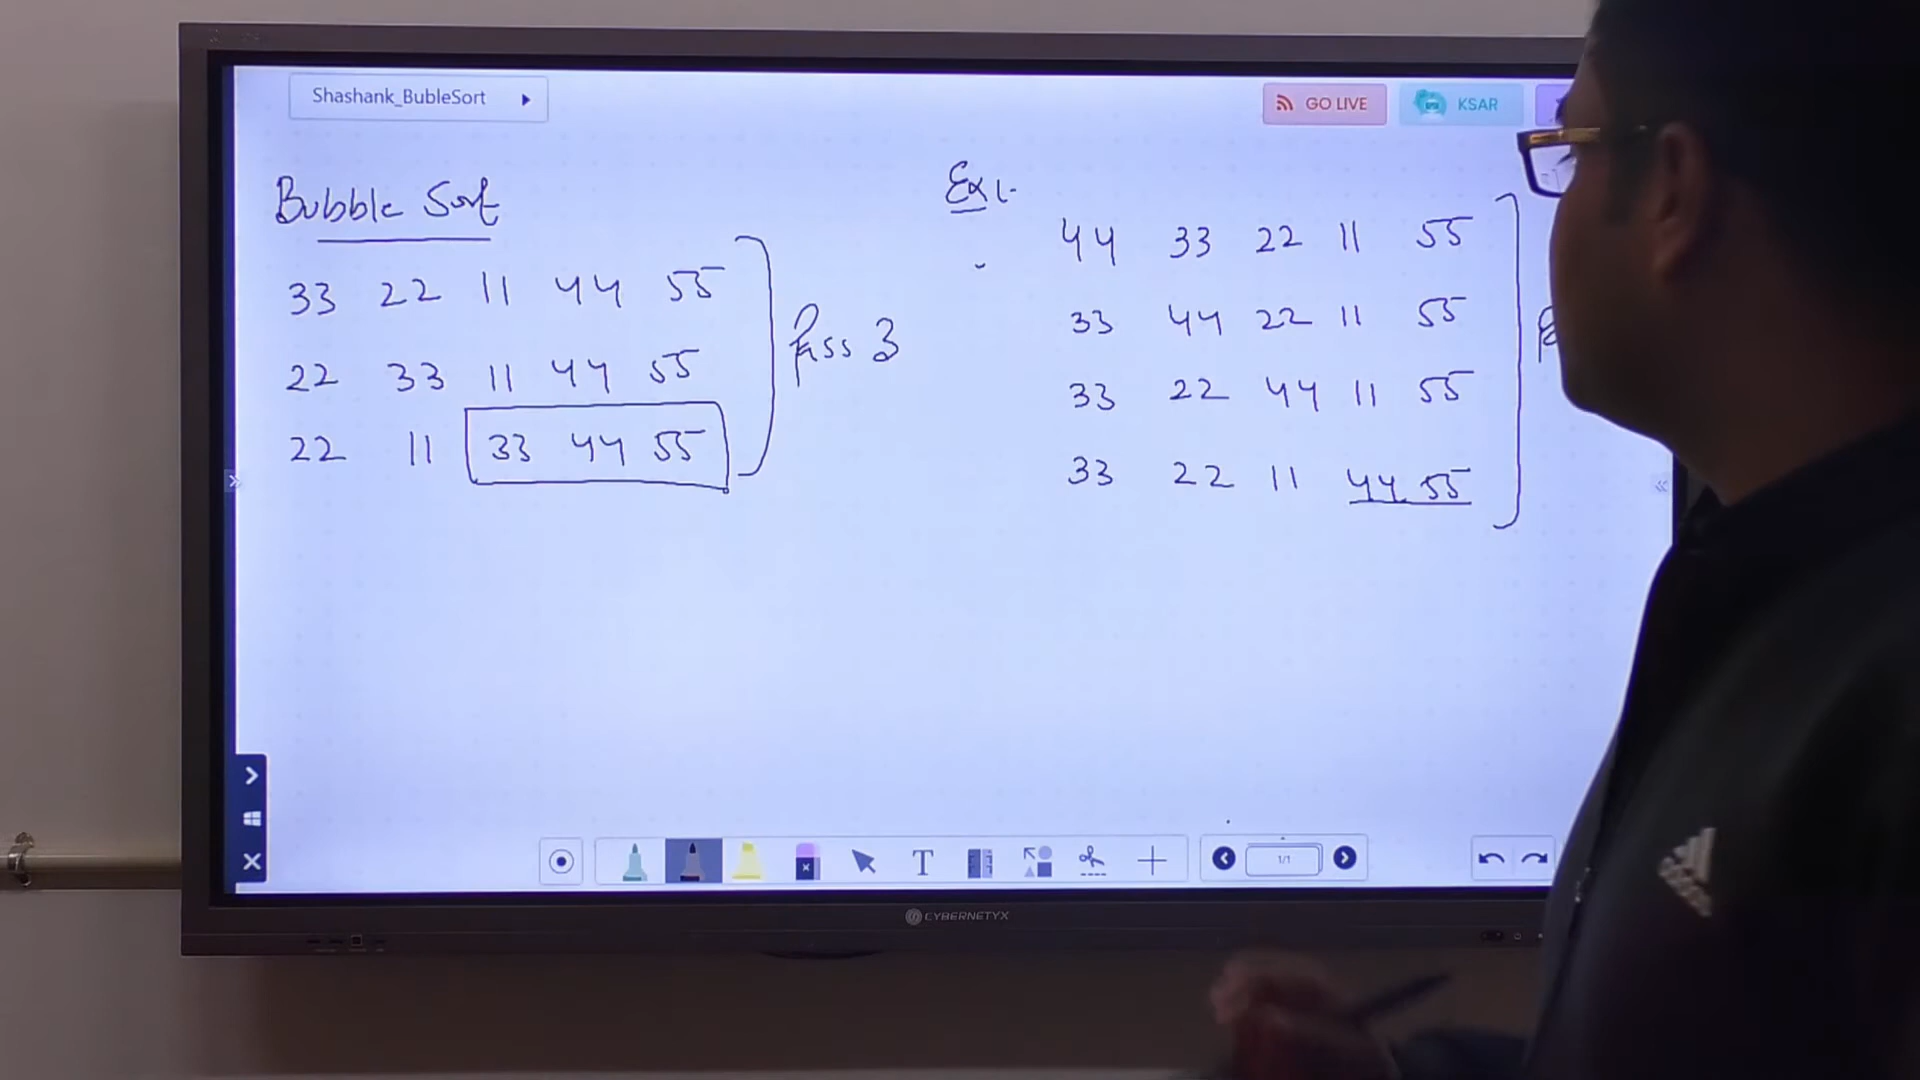 Shashank_BubleSort
GO LIVE
KSAR
Bubble Sort
33 22 11 44 55
22 33 11 44 55
22 11 33 44 55
Pass 3
Ex 1.
44 33 22 11 55
33 44 22 11 55
33 22 44 11 55
33 22 11 44 55
T
1/1
CYBERNETYX